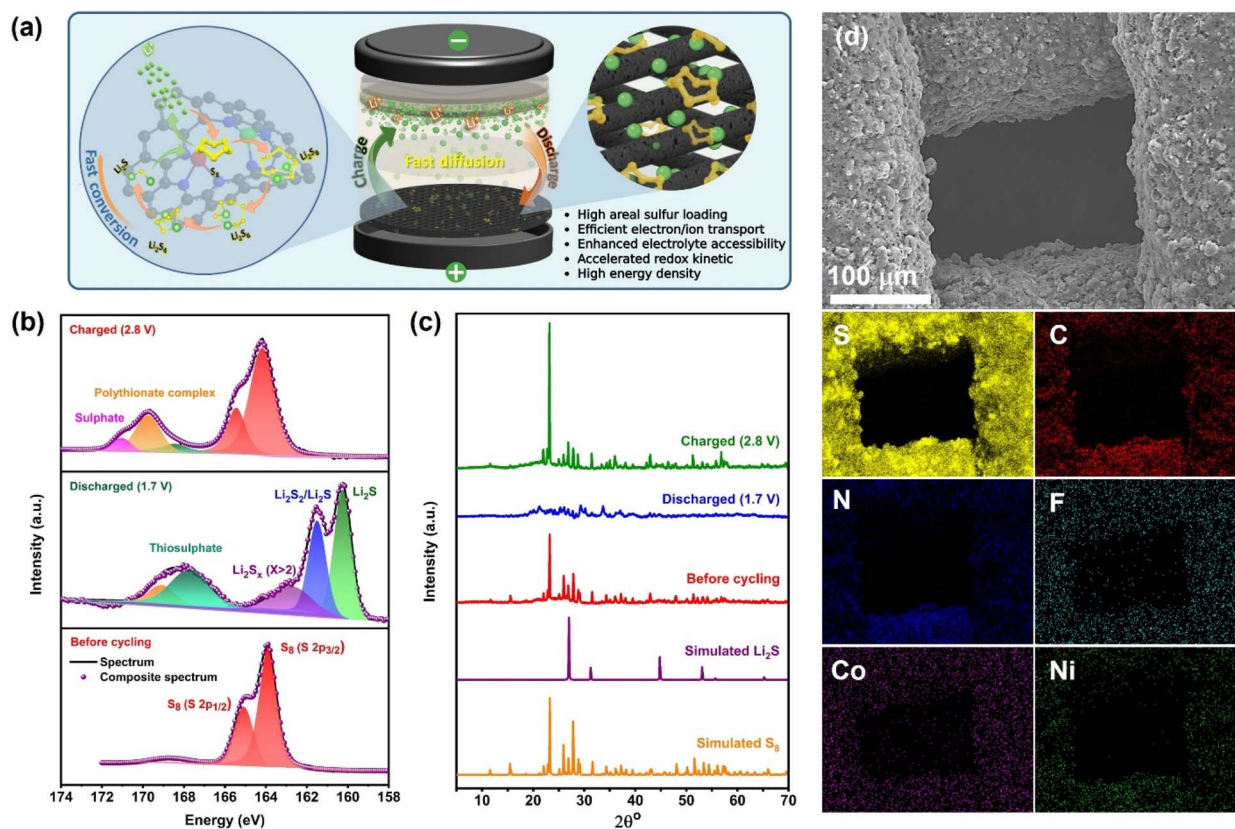 (a)
Li⁺
S₈
Li₂S₈
Li₂S₆
Li₂S₄
Li₂S
Fast conversion
−
Li⁺ Li⁺ Li⁺
Charge
Fast diffusion
Discharge
+
• High areal sulfur loading
• Efficient electron/ion transport
• Enhanced electrolyte accessibility
• Accelerated redox kinetic
• High energy density
(b)
Charged (2.8 V)
Polythionate complex
Sulphate
Discharged (1.7 V)
Li₂S₂/Li₂S
Li₂S
Thiosulphate
Li₂Sₓ (X>2)
Before cycling
S₈ (S 2p₃/₂)
Spectrum
Composite spectrum
S₈ (S 2p₁/₂)
Intensity (a.u.)
174 172 170 168 166 164 162 160 158
Energy (eV)
(c)
Charged (2.8 V)
Discharged (1.7 V)
Before cycling
Simulated Li₂S
Simulated S₈
Intensity (a.u.)
10 20 30 40 50 60 70
2θ°
(d)
100 μm
S
C
N
F
Co
Ni